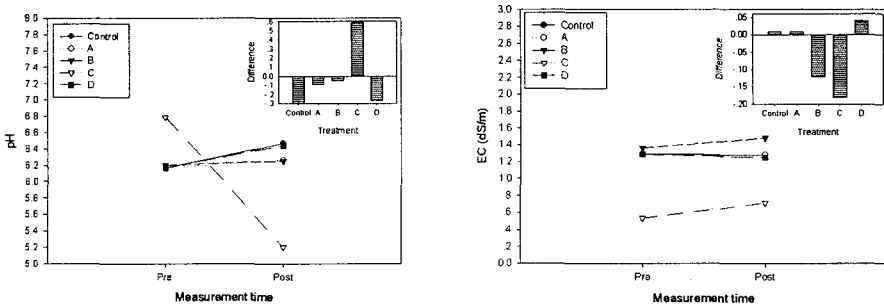 8.0
7.8
7.6
7.4
7.2
7.0
6.8
6.6
6.4
6.2
6.0
5.8
5.6
5.4
5.2
5.0
pH
Control
A
B
C
D
.6
.5
.4
.3
.2
.1
0.0
.1
.2
.3
Difference
Control A B C D
Treatment
Pre Post
Measurement time
3.0
2.8
2.6
2.4
2.2
2.0
1.8
1.6
1.4
1.2
1.0
.8
.6
.4
.2
0.0
EC (dS/m)
Control
A
B
C
D
.05
0.00
-.05
-.10
-.15
-.20
Difference
Control A B C D
Treatment
Pre Post
Measurement time